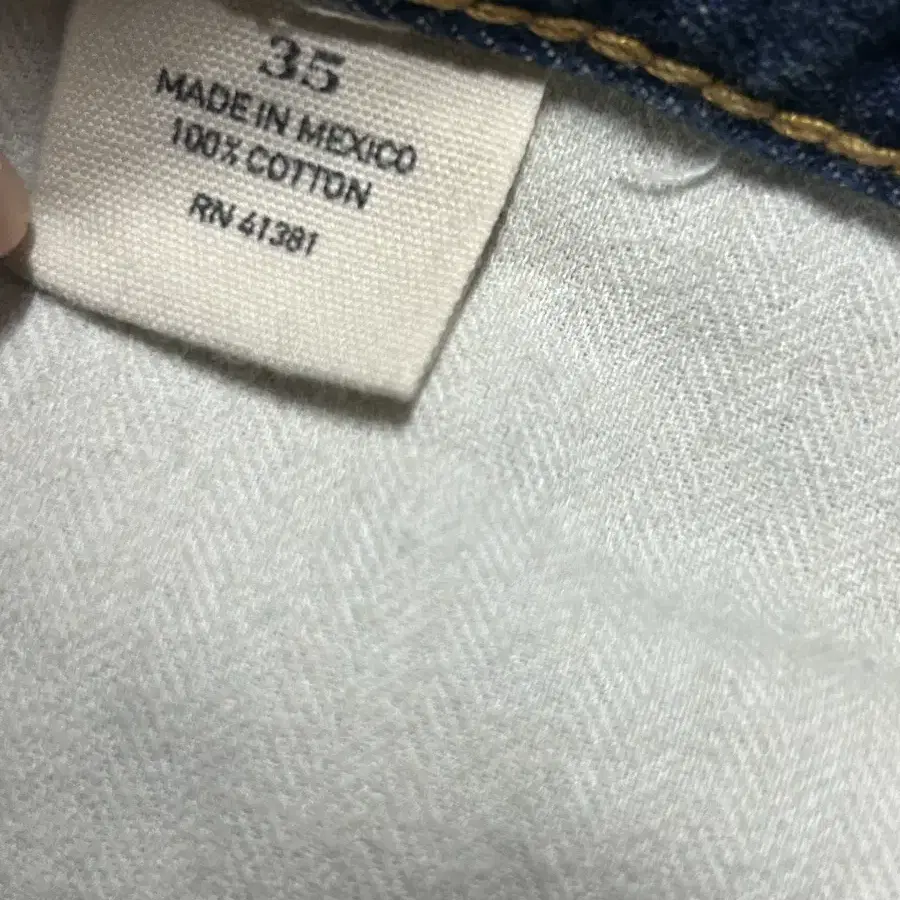 35
MADE IN MEXICO
100% COTTON
RN 41381